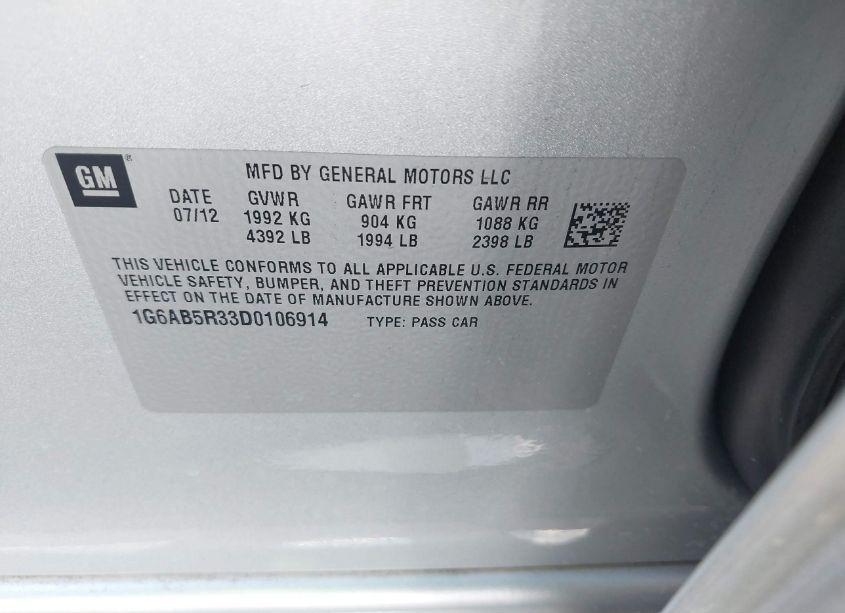 GM®
MFD BY GENERAL MOTORS LLC
DATE GVWR GAWR FRT GAWR RR
07/12 1992 KG 904 KG 1088 KG
4392 LB 1994 LB 2398 LB
THIS VEHICLE CONFORMS TO ALL APPLICABLE U.S. FEDERAL MOTOR
VEHICLE SAFETY, BUMPER, AND THEFT PREVENTION STANDARDS IN
EFFECT ON THE DATE OF MANUFACTURE SHOWN ABOVE.
1G6AB5R33D0106914 TYPE: PASS CAR